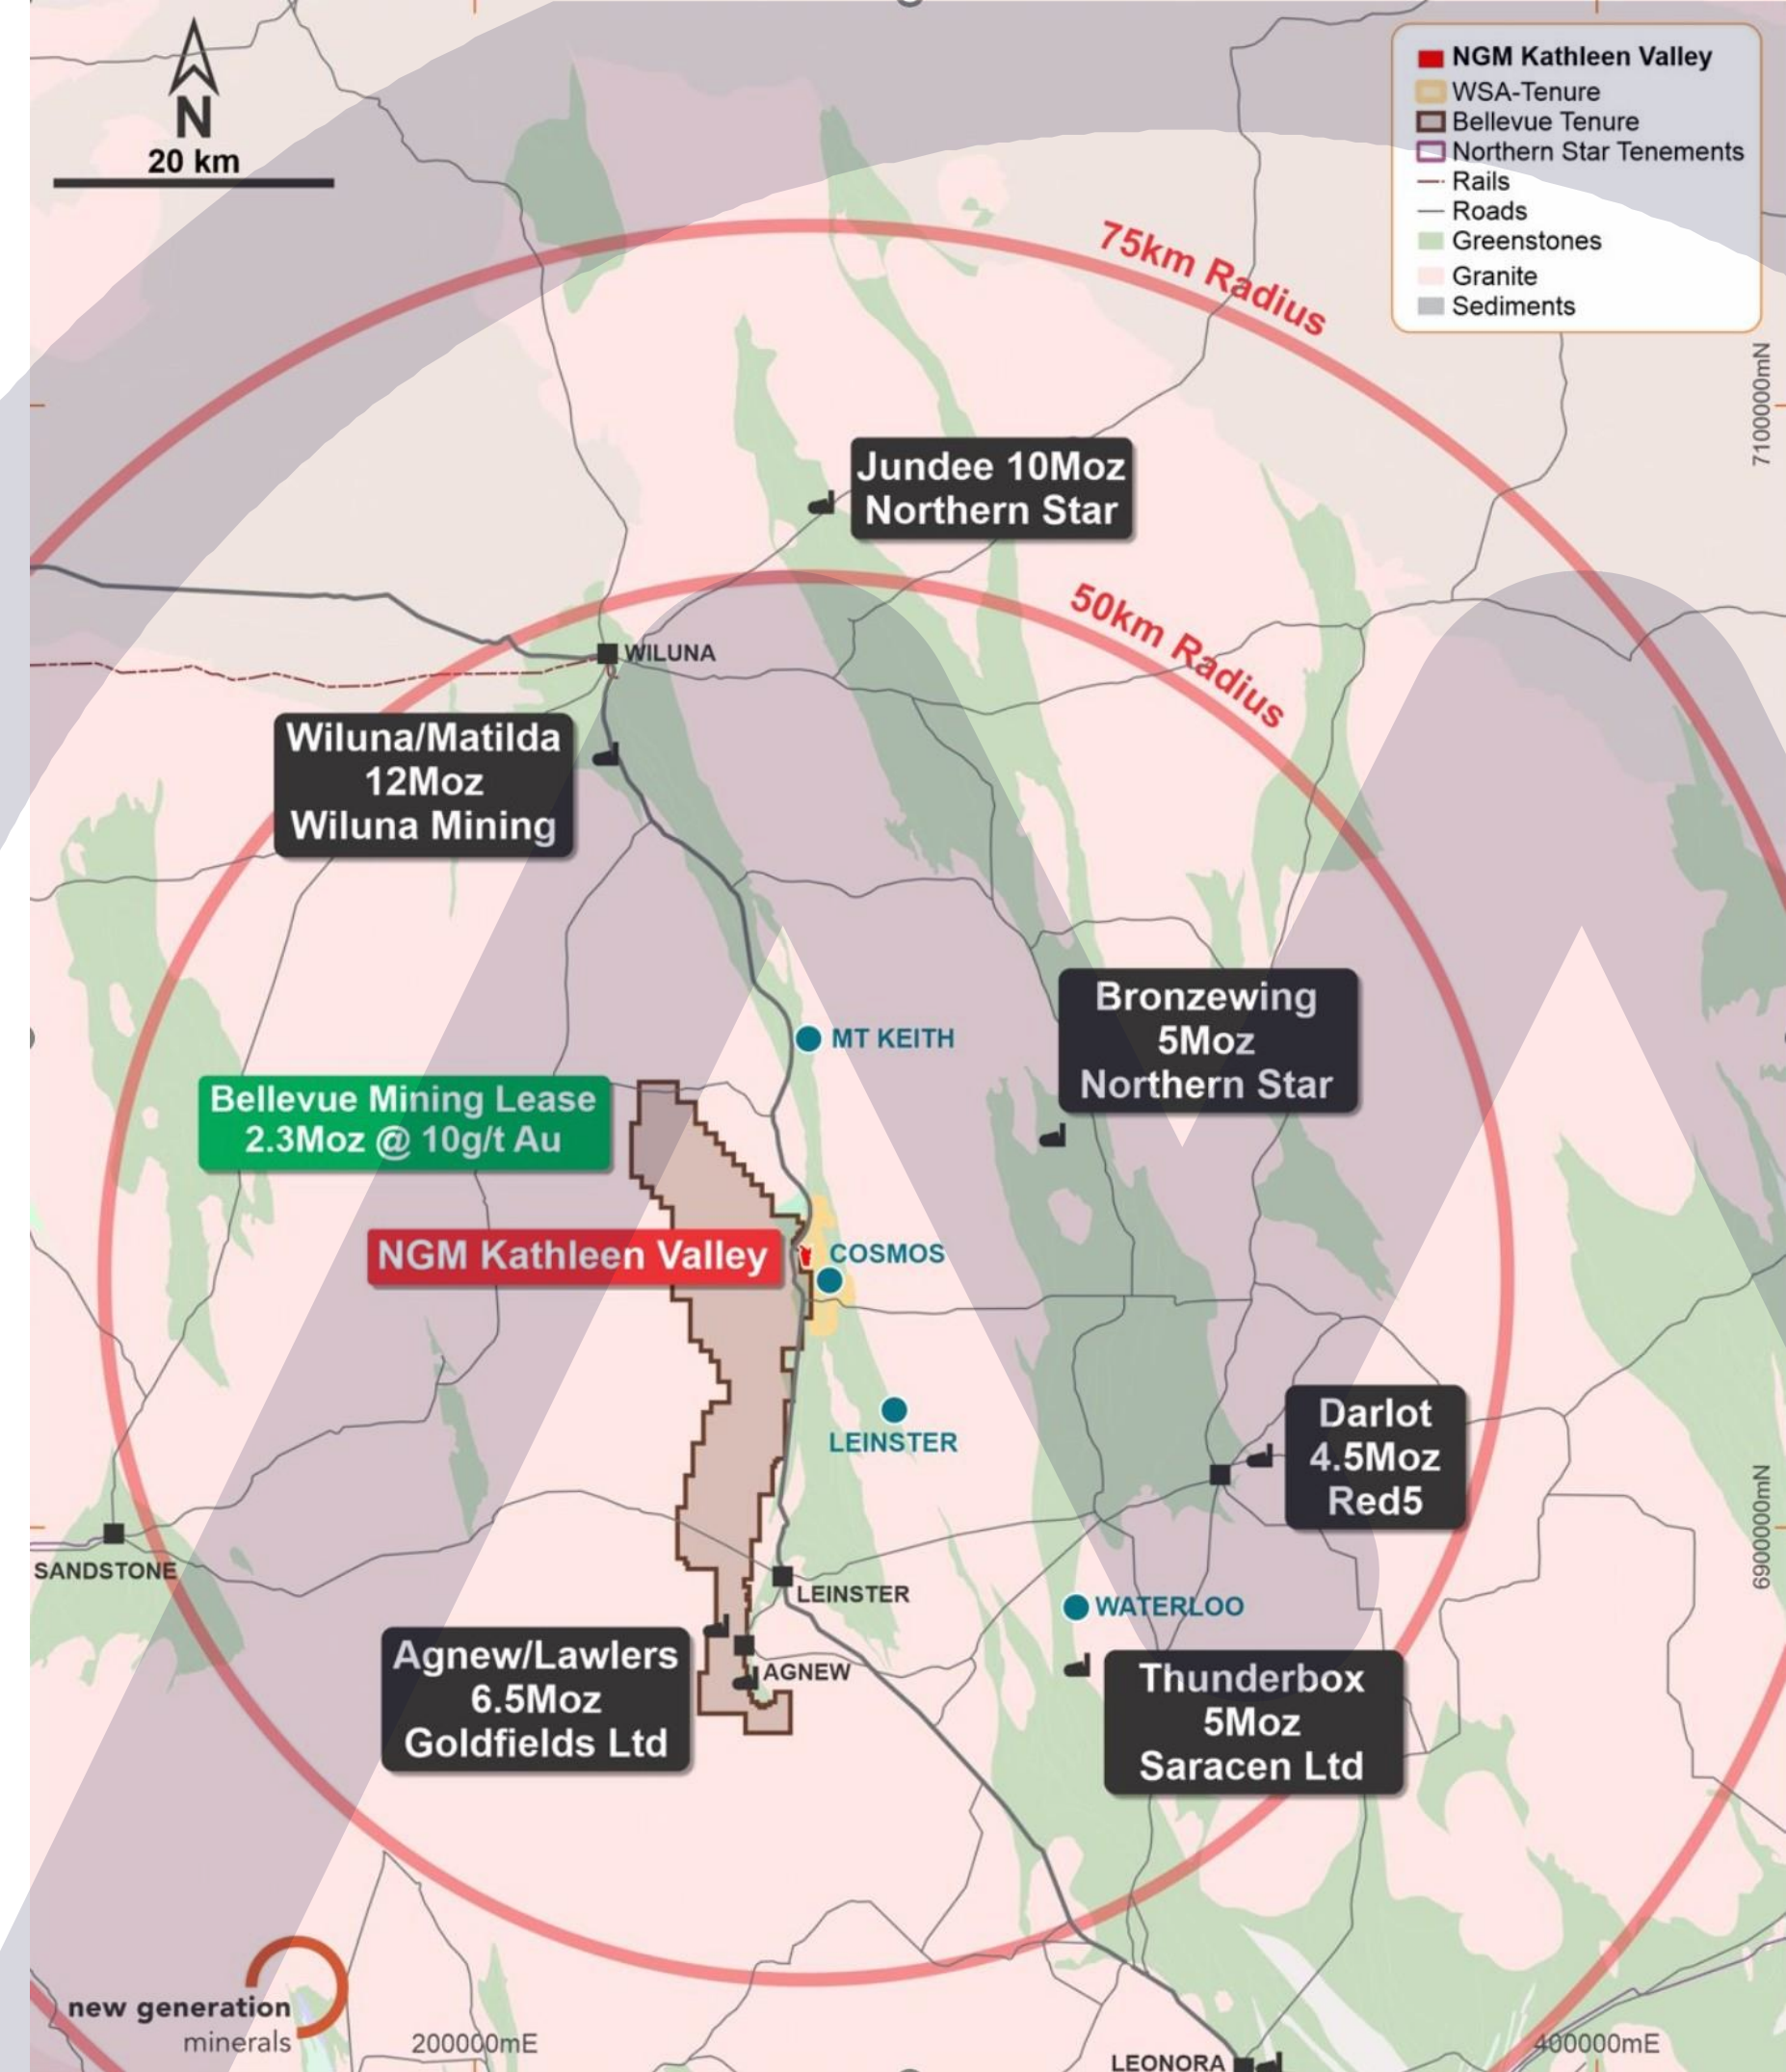 N
20 km
NGM Kathleen Valley
WSA-Tenure
Bellevue Tenure
Northern Star Tenements
Rails
Roads
Greenstones
Granite
Sediments
75km Radius
7100000mN
Jundee 10Moz
Northern Star
50km Radius
WILUNA
Wiluna/Matilda
12Moz
Wiluna Mining
Bronzewing
5Moz
Northern Star
MT KEITH
Bellevue Mining Lease
2.3Moz @ 10g/t Au
NGM Kathleen Valley
COSMOS
LEINSTER
Darlot
4.5Moz
Red5
6900000mN
SANDSTONE
LEINSTER
WATERLOO
Agnew/Lawlers
6.5Moz
Goldfields Ltd
AGNEW
Thunderbox
5Moz
Saracen Ltd
new generation
minerals
200000mE
400000mE
LEONORA